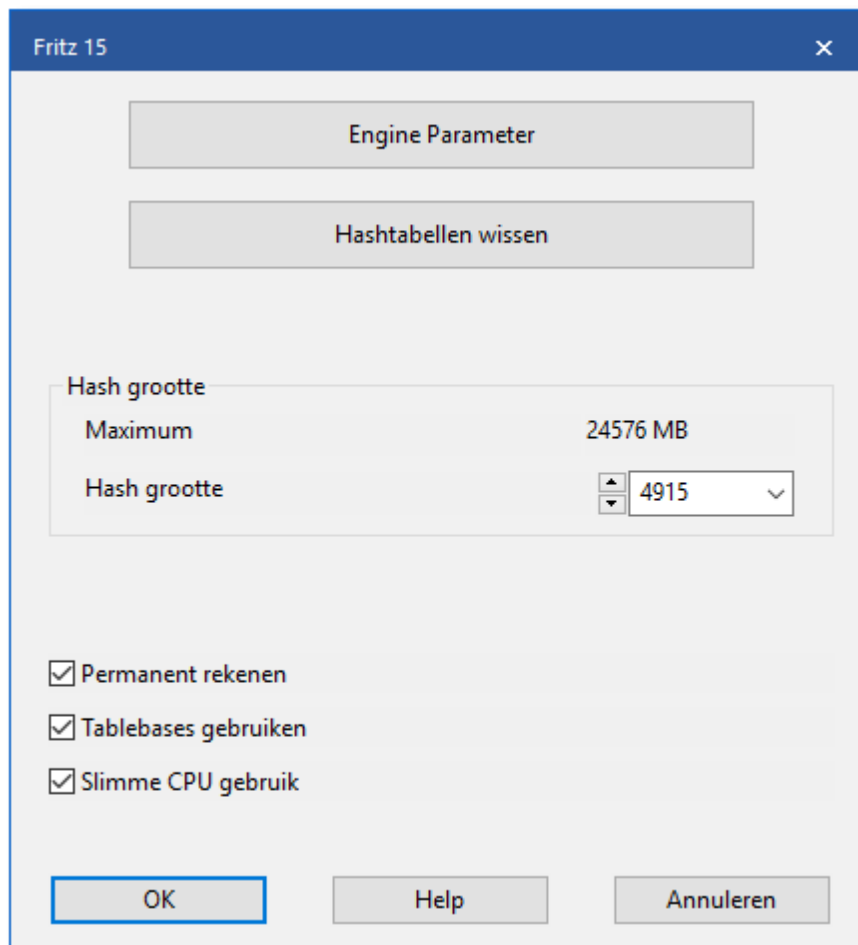 Fritz 15
Engine Parameter
Hashtabellen wissen
Hash grootte
Maximum 24576 MB
Hash grootte 4915
Permanent rekenen
Tablebases gebruiken
Slimme CPU gebruik
OK Help Annuleren